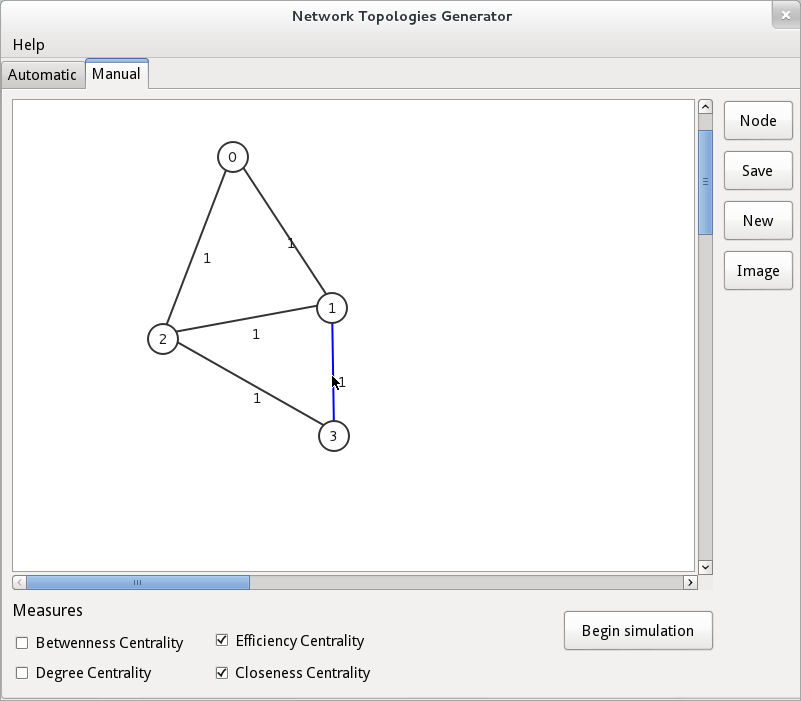 Network Topologies Generator
Help
Automatic Manual
Node
Save
New
Image
0
1
1
1
2
1
1
1
3
Measures
Betwenness Centrality
Efficiency Centrality
Degree Centrality
Closeness Centrality
Begin simulation